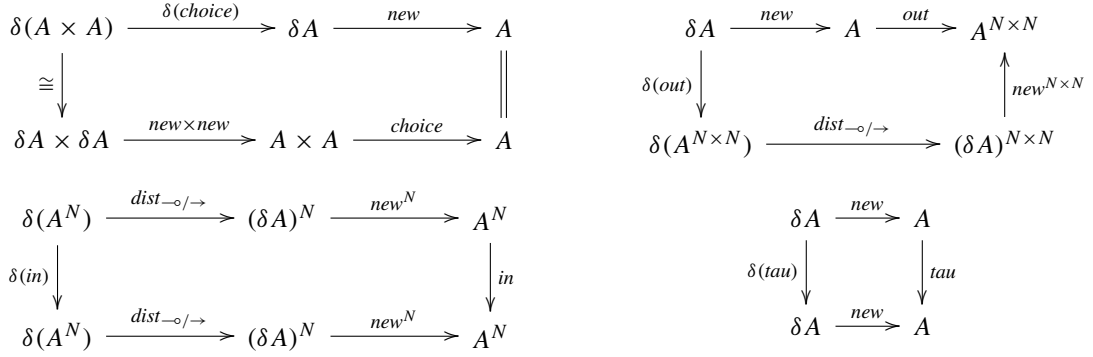 δ(A × A) δ(choice) δA new A
≅
δA × δA new×new A × A choice A
δA new A out A^{N×N}
δ(out) new^{N×N}
δ(A^{N×N}) dist_{⊸/→} (δA)^{N×N}
δ(A^N) dist_{⊸/→} (δA)^N new^N A^N
δ(in) in
δ(A^N) dist_{⊸/→} (δA)^N new^N A^N
δA new A
δ(tau) tau
δA new A